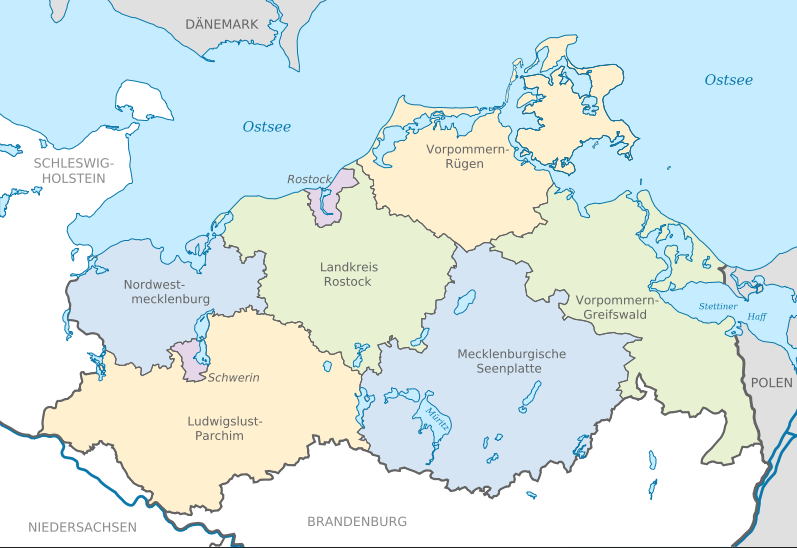 DÄNEMARK
Ostsee
Ostsee
SCHLESWIG-
HOLSTEIN
Vorpommern-
Rügen
Rostock
Landkreis
Rostock
Nordwest-
mecklenburg
Vorpommern-
Greifswald
Stettiner
Haff
Mecklenburgische
Seenplatte
POLEN
Schwerin
Müritz
Ludwigslust-
Parchim
BRANDENBURG
NIEDERSACHSEN